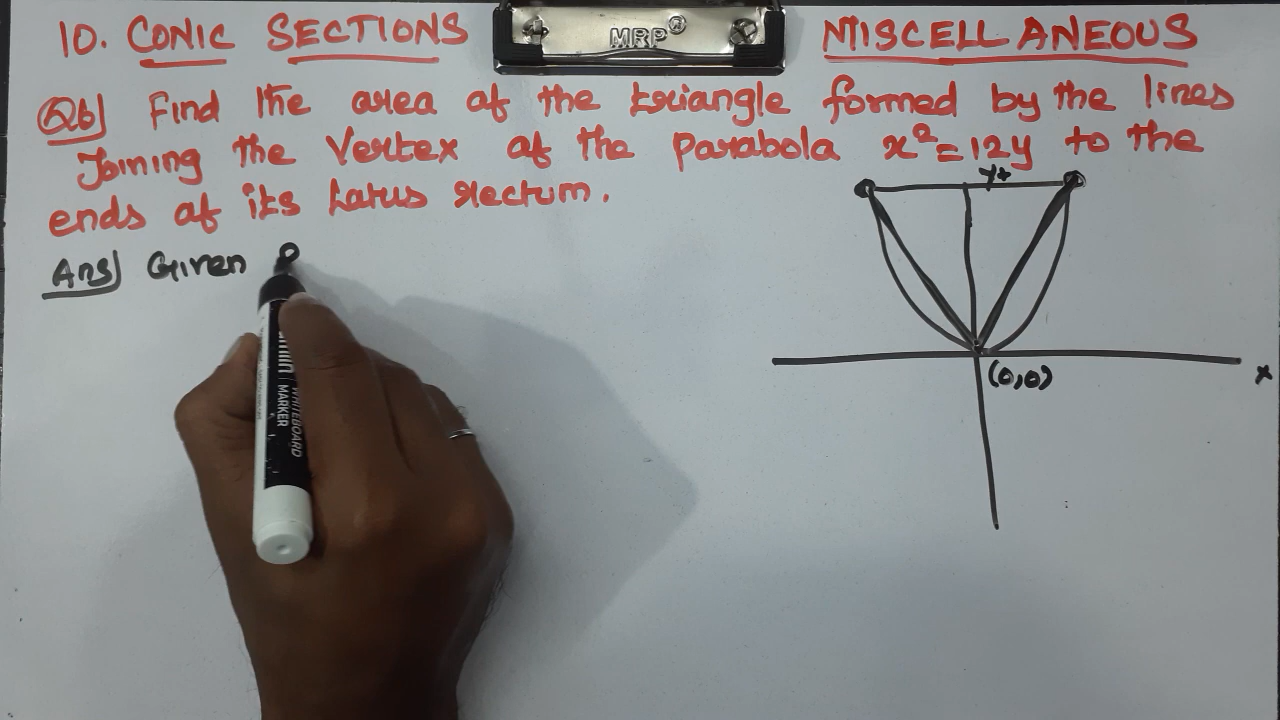 10. CONIC SECTIONS
MRP®
MISCELLANEOUS
Q6) Find the area of the triangle formed by the lines
Joining the Vertex of the parabola x²=12y to the
ends of its Latus rectum.
Ans) Given
x
(0,0)
WHITEBOARD
MARKER